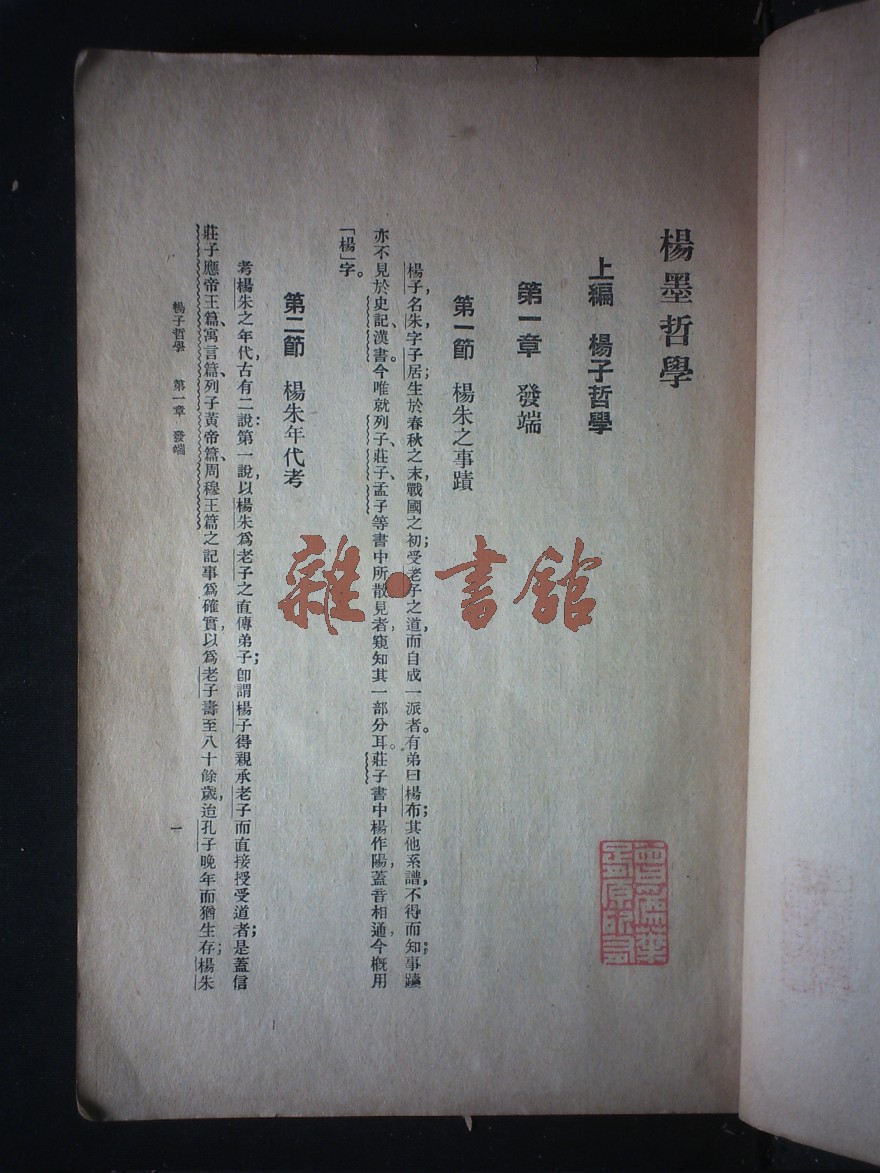 楊墨哲學
上編 楊子哲學
第一章 發端
第一節 楊朱之事蹟
楊子名朱,字子居;生於春秋之末,戰國之初;受老子之道,而自成一派者。有弟曰楊布;其他系譜,不得而知;事蹟
亦不見於史記、漢書。今唯就列子、莊子、孟子等書中所散見者,窺知其一部分耳。莊子書中楊作陽,蓋音相通,今概用
「楊」字。
第二節 楊朱年代考
考楊朱之年代,古有二說:第一說,以楊朱爲老子之直傳弟子;卽謂楊子得親承老子而直接授受道者;是蓋信
莊子應帝王篇、寓言篇、列子黃帝篇、周穆王篇之記事爲確實,以爲老子壽至八十餘歲,迨孔子晚年而猶生存;楊朱
楊子哲學 第一章 發端
一
雜·書館